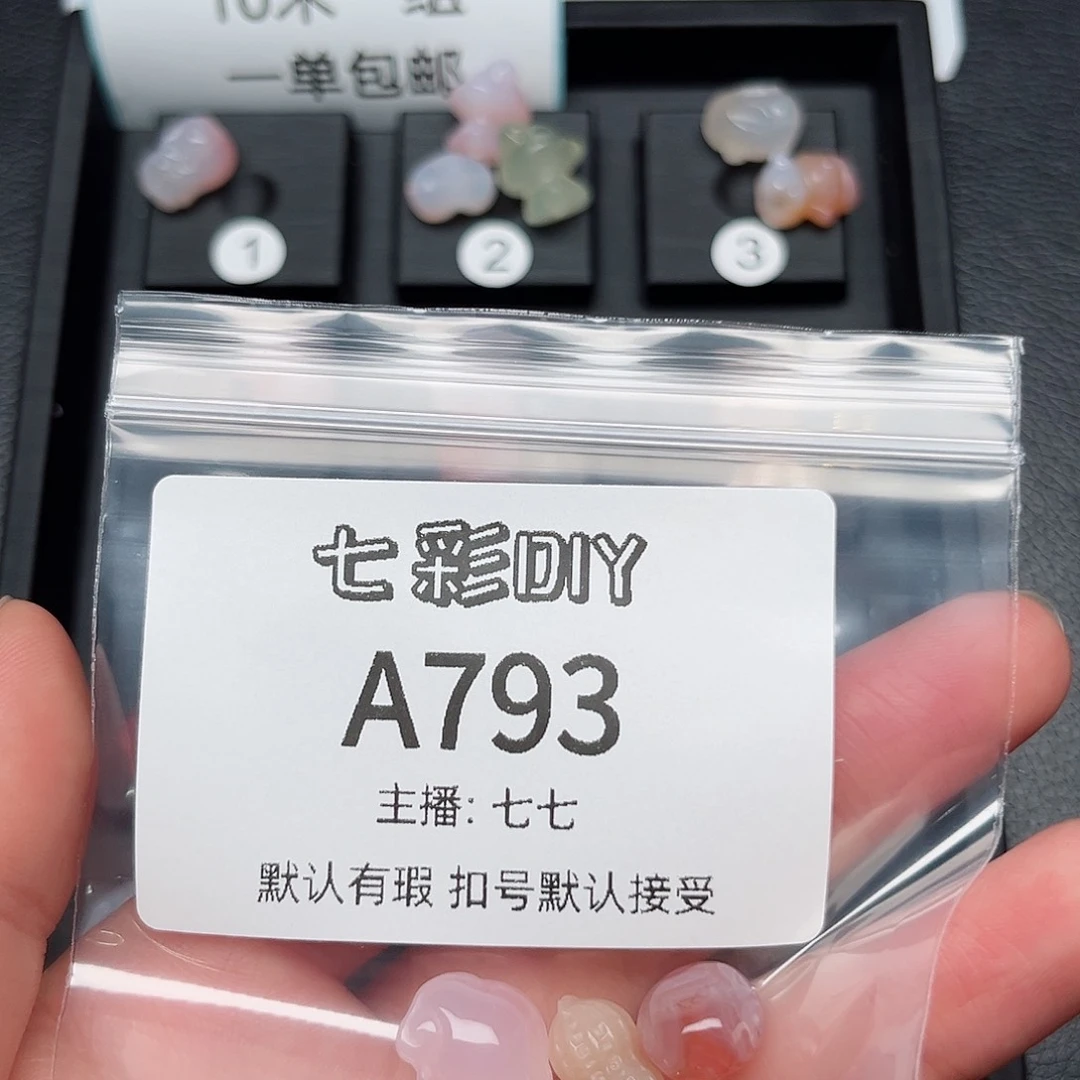 一单包邮
1
2
3
七彩DIY
A793
主播: 七七
默认有瑕 扣号默认接受